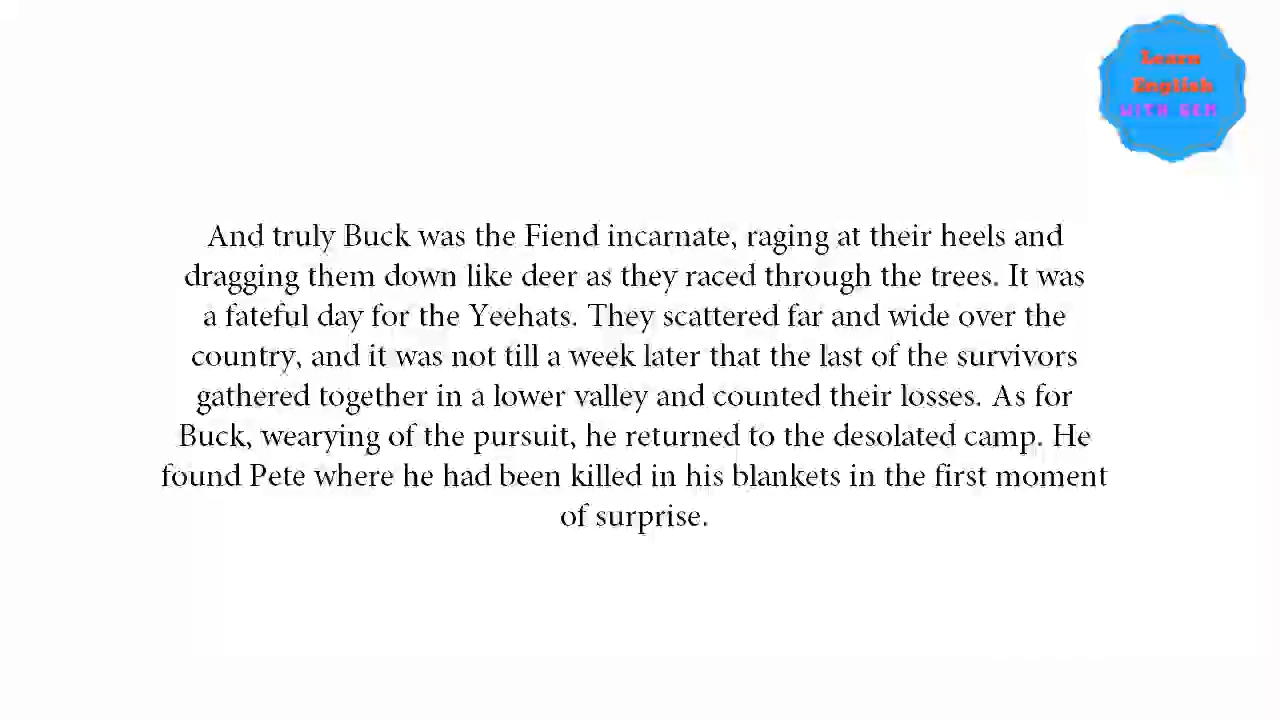 Learn
English
WITH GEM
And truly Buck was the Fiend incarnate, raging at their heels and
dragging them down like deer as they raced through the trees. It was
a fateful day for the Yeehats. They scattered far and wide over the
country, and it was not till a week later that the last of the survivors
gathered together in a lower valley and counted their losses. As for
Buck, wearying of the pursuit, he returned to the desolated camp. He
found Pete where he had been killed in his blankets in the first moment
of surprise.